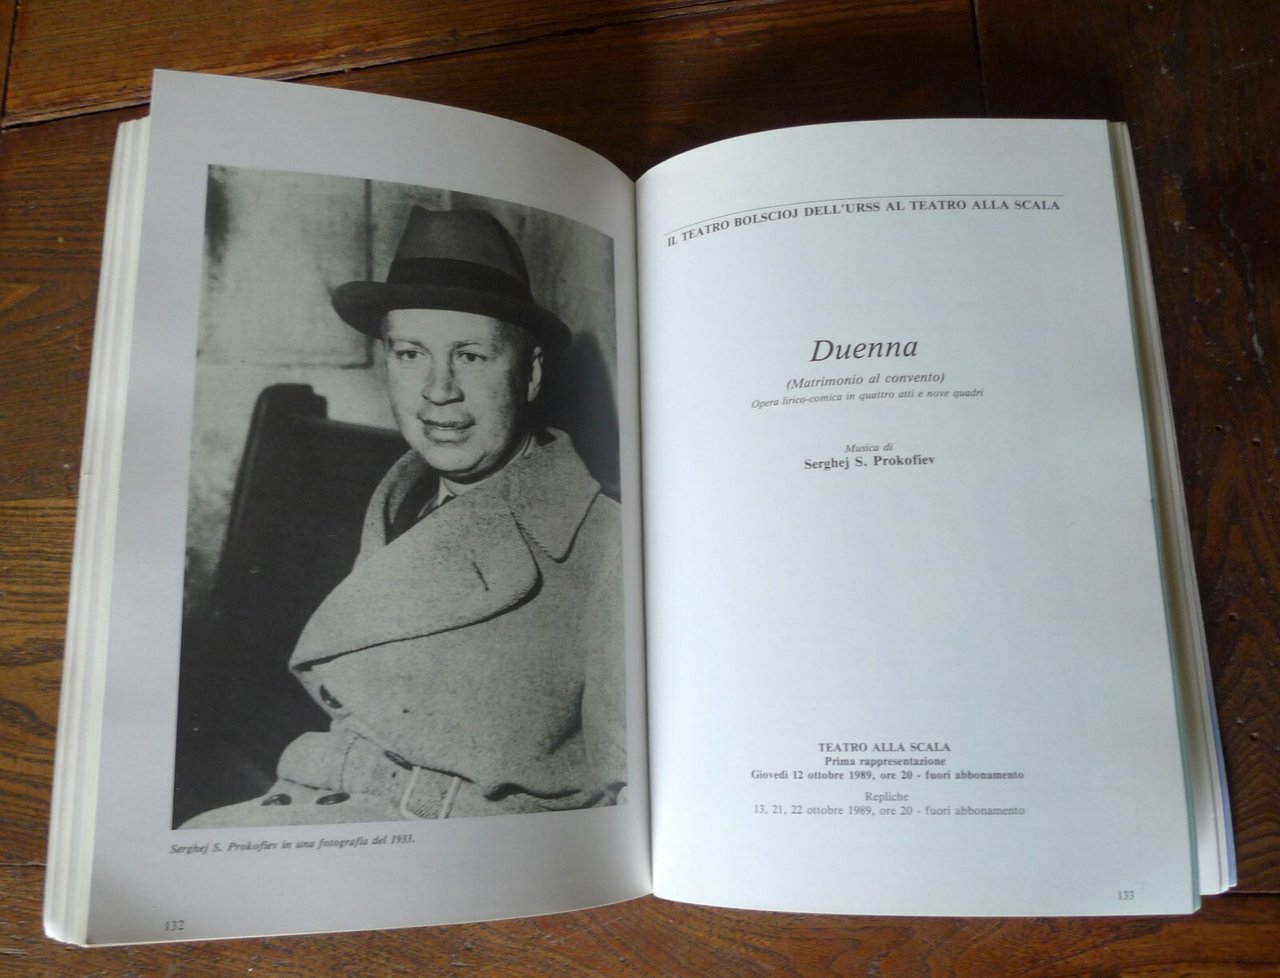 Serghej S. Prokofiev in una fotografia del 1933.
132
IL TEATRO BOLSCIOJ DELL'URSS AL TEATRO ALLA SCALA
Duenna
(Matrimonio al convento)
Opera lirico-comica in quattro atti e nove quadri
Musica di
Serghej S. Prokofiev
TEATRO ALLA SCALA
Prima rappresentazione
Giovedì 12 ottobre 1989, ore 20 - fuori abbonamento
Repliche
13, 21, 22 ottobre 1989, ore 20 - fuori abbonamento
133